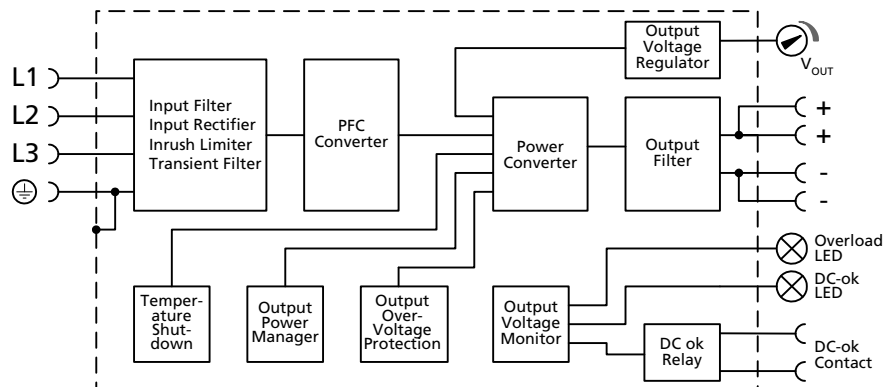 L1
L2
L3
Input Filter
Input Rectifier
Inrush Limiter
Transient Filter
PFC
Converter
Power
Converter
Output
Filter
Output
Voltage
Regulator
VOUT
+
+
-
-
Temper-
ature
Shut-
down
Output
Power
Manager
Output
Over-
Voltage
Protection
Output
Voltage
Monitor
DC ok
Relay
Overload
LED
DC-ok
LED
DC-ok
Contact